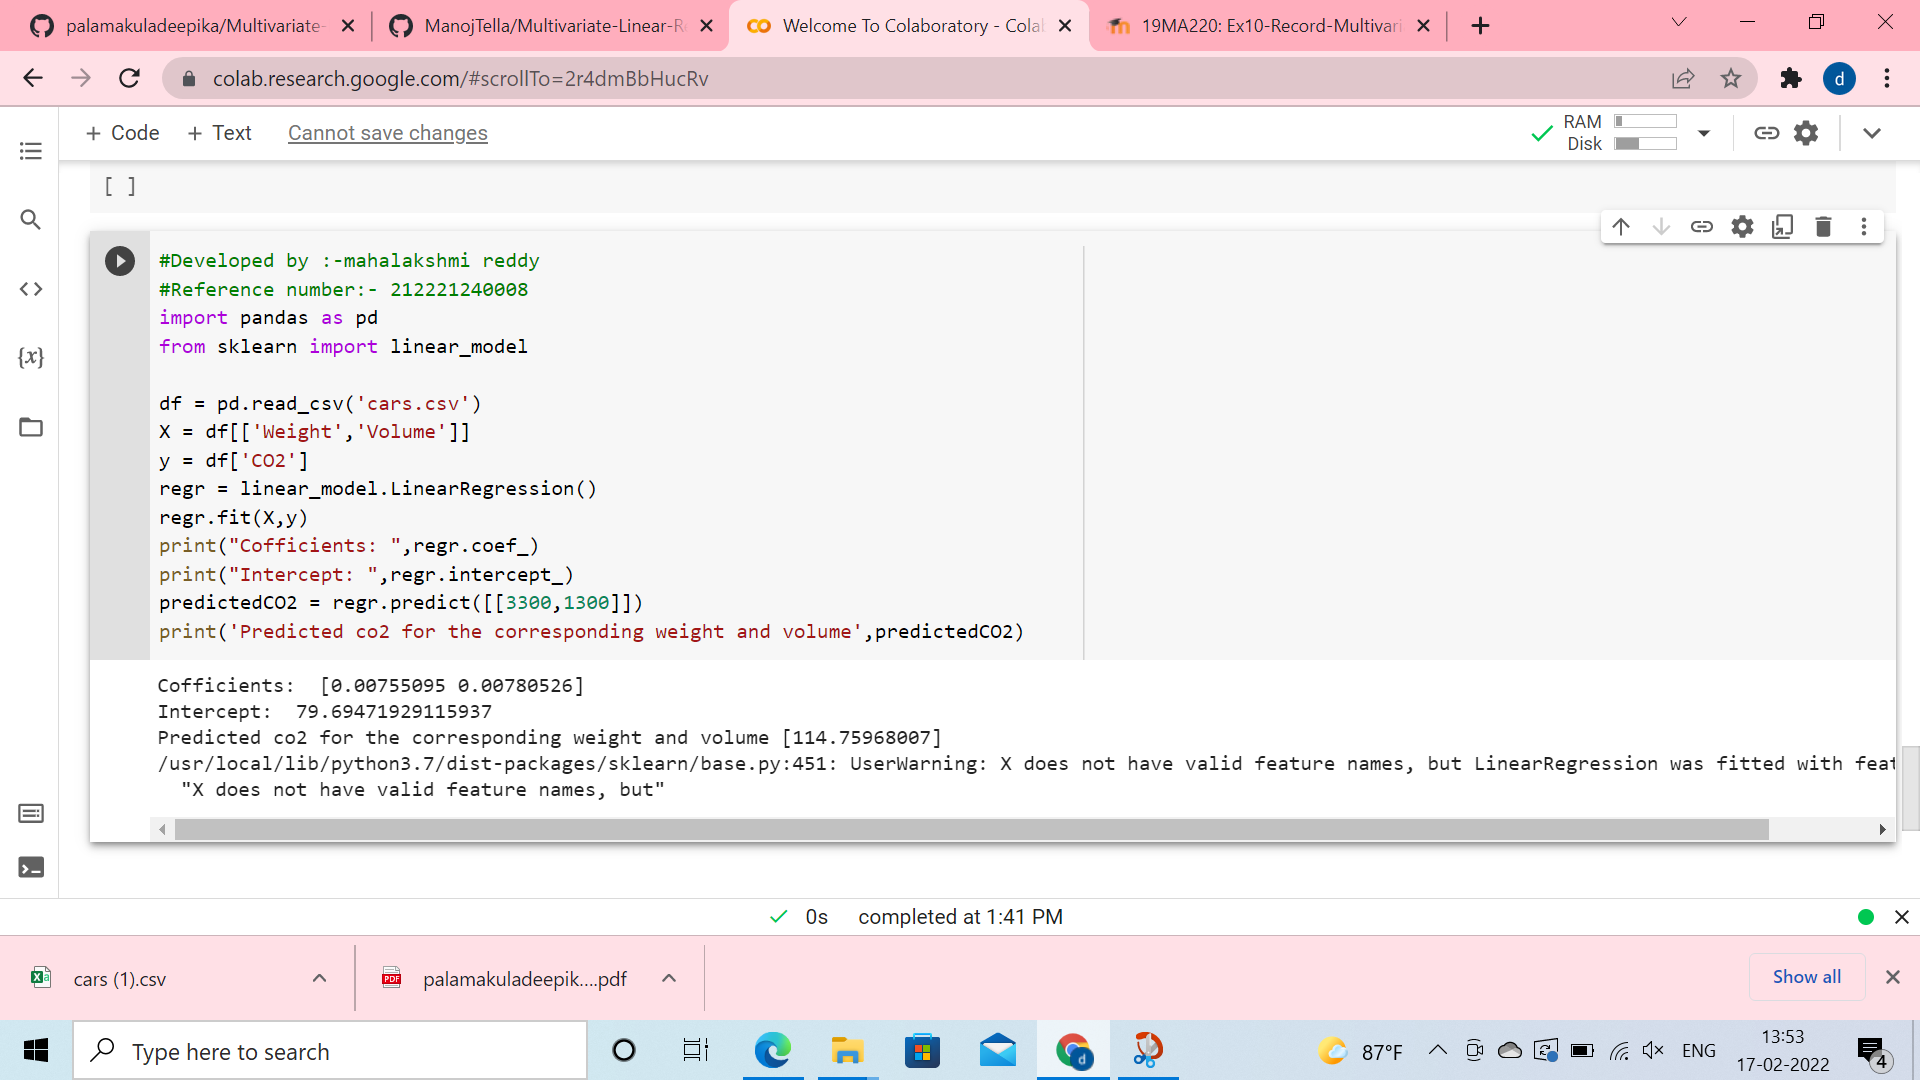 palamakuladeepika/Multivariate-
ManojTella/Multivariate-Linear-R
Welcome To Colaboratory - Colal
19MA220: Ex10-Record-Multivari
colab.research.google.com/#scrollTo=2r4dmBbHucRv
d
+ Code
+ Text
Cannot save changes
RAM
Disk
[ ]
#Developed by :-mahalakshmi reddy
#Reference number:- 212221240008
import pandas as pd
from sklearn import linear_model
df = pd.read_csv('cars.csv')
X = df[['Weight','Volume']]
y = df['CO2']
regr = linear_model.LinearRegression()
regr.fit(X,y)
print("Cofficients: ",regr.coef_)
print("Intercept: ",regr.intercept_)
predictedCO2 = regr.predict([[3300,1300]])
print('Predicted co2 for the corresponding weight and volume',predictedCO2)
Cofficients:  [0.00755095 0.00780526]
Intercept:  79.69471929115937
Predicted co2 for the corresponding weight and volume [114.75968007]
/usr/local/lib/python3.7/dist-packages/sklearn/base.py:451: UserWarning: X does not have valid feature names, but LinearRegression was fitted with feat
"X does not have valid feature names, but"
0s completed at 1:41 PM
cars (1).csv
palamakuladeepik....pdf
Show all
Type here to search
87°F
ENG
13:53
17-02-2022
4